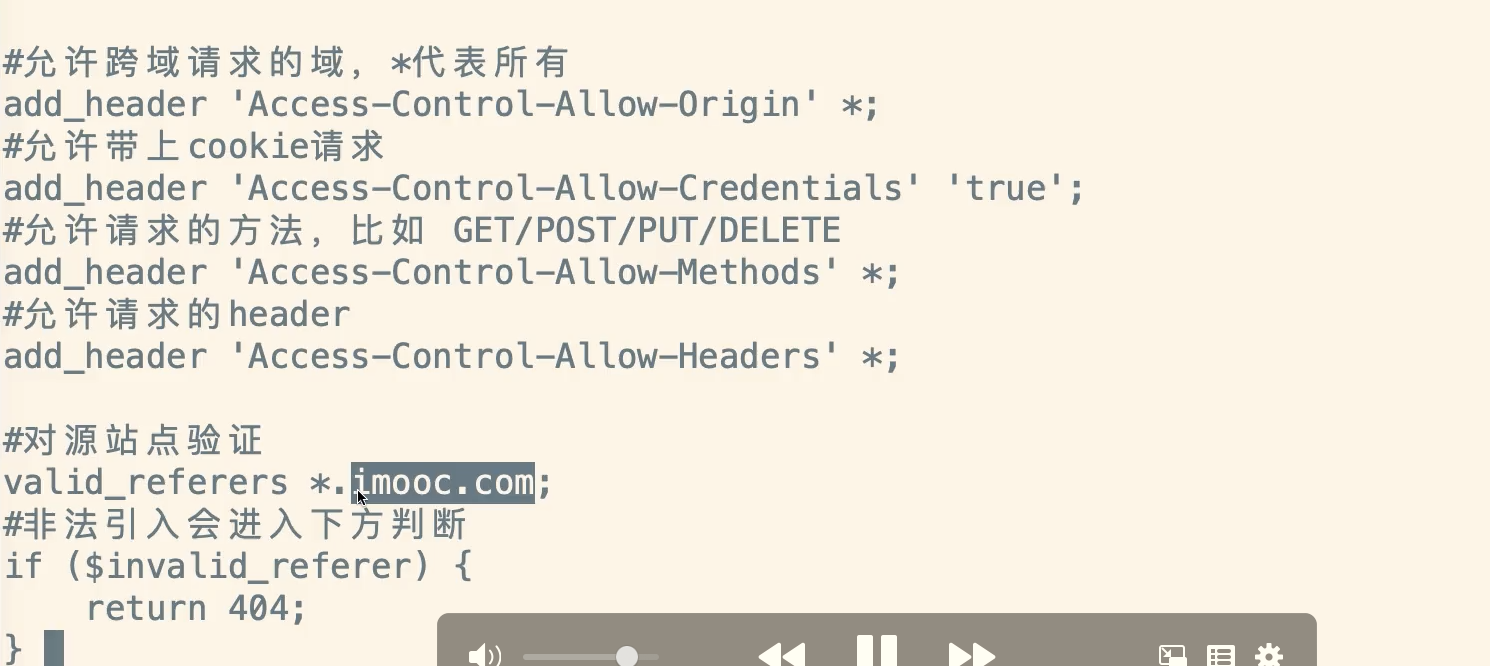 #允许跨域请求的域，*代表所有
add_header 'Access-Control-Allow-Origin' *;
#允许带上cookie请求
add_header 'Access-Control-Allow-Credentials' 'true';
#允许请求的方法，比如 GET/POST/PUT/DELETE
add_header 'Access-Control-Allow-Methods' *;
#允许请求的header
add_header 'Access-Control-Allow-Headers' *;
#对源站点验证
valid_referers *.imooc.com;
#非法引入会进入下方判断
if ($invalid_referer) {
    return 404;
}